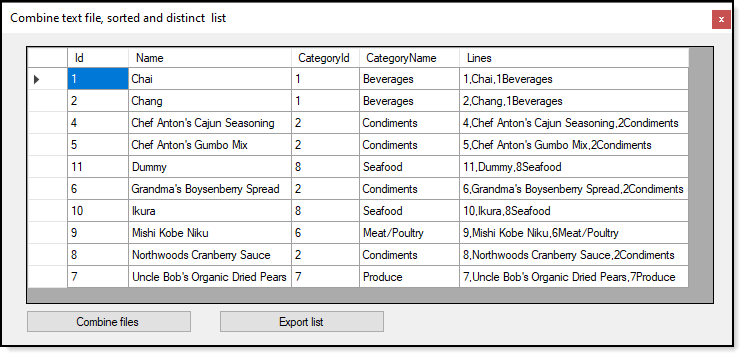 Combine text file, sorted and distinct list
x
Id Name CategoryId CategoryName Lines
1 Chai 1 Beverages 1,Chai,1Beverages
2 Chang 1 Beverages 2,Chang,1Beverages
4 Chef Anton's Cajun Seasoning 2 Condiments 4,Chef Anton's Cajun Seasoning,2Condiments
5 Chef Anton's Gumbo Mix 2 Condiments 5,Chef Anton's Gumbo Mix,2Condiments
11 Dummy 8 Seafood 11,Dummy,8Seafood
6 Grandma's Boysenberry Spread 2 Condiments 6,Grandma's Boysenberry Spread,2Condiments
10 Ikura 8 Seafood 10,Ikura,8Seafood
9 Mishi Kobe Niku 6 Meat/Poultry 9,Mishi Kobe Niku,6Meat/Poultry
8 Northwoods Cranberry Sauce 2 Condiments 8,Northwoods Cranberry Sauce,2Condiments
7 Uncle Bob's Organic Dried Pears 7 Produce 7,Uncle Bob's Organic Dried Pears,7Produce
Combine files Export list